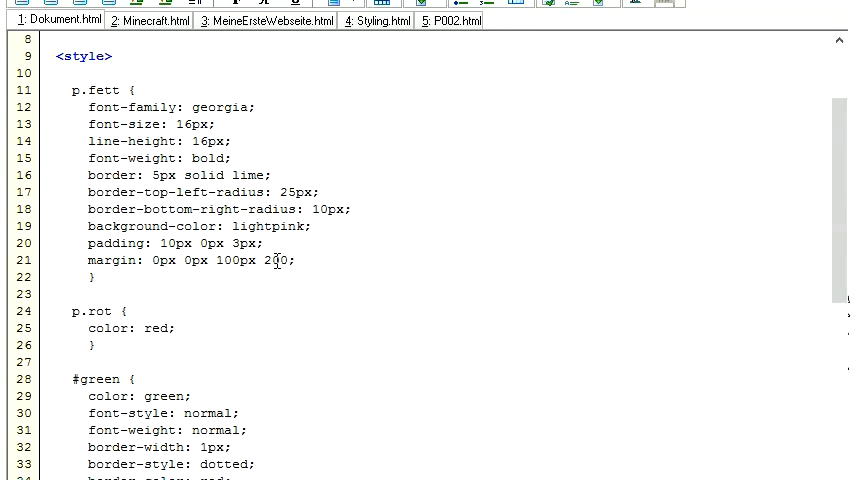 1: Dokument.html 2: Minecraft.html 3: MeineErsteWebseite.html 4: Styling.html 5: P002.html
8
9 <style>
10
11 p.fett {
12 font-family: georgia;
13 font-size: 16px;
14 line-height: 16px;
15 font-weight: bold;
16 border: 5px solid lime;
17 border-top-left-radius: 25px;
18 border-bottom-right-radius: 10px;
19 background-color: lightpink;
20 padding: 10px 0px 3px;
21 margin: 0px 0px 100px 200;
22 }
23
24 p.rot {
25 color: red;
26 }
27
28 #green {
29 color: green;
30 font-style: normal;
31 font-weight: normal;
32 border-width: 1px;
33 border-style: dotted;